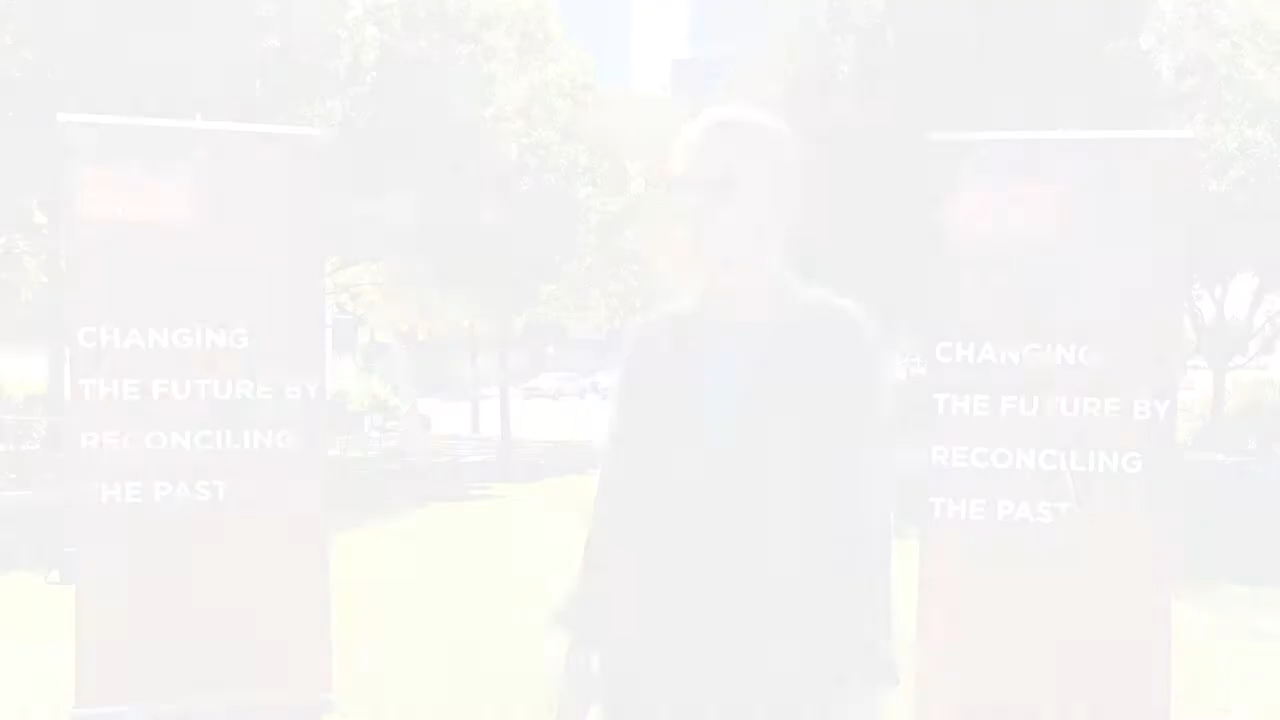 CHANGING
THE FUTURE BY
RECONCILING
THE PAST
CHANGING
THE FUTURE BY
RECONCILING
THE PAST